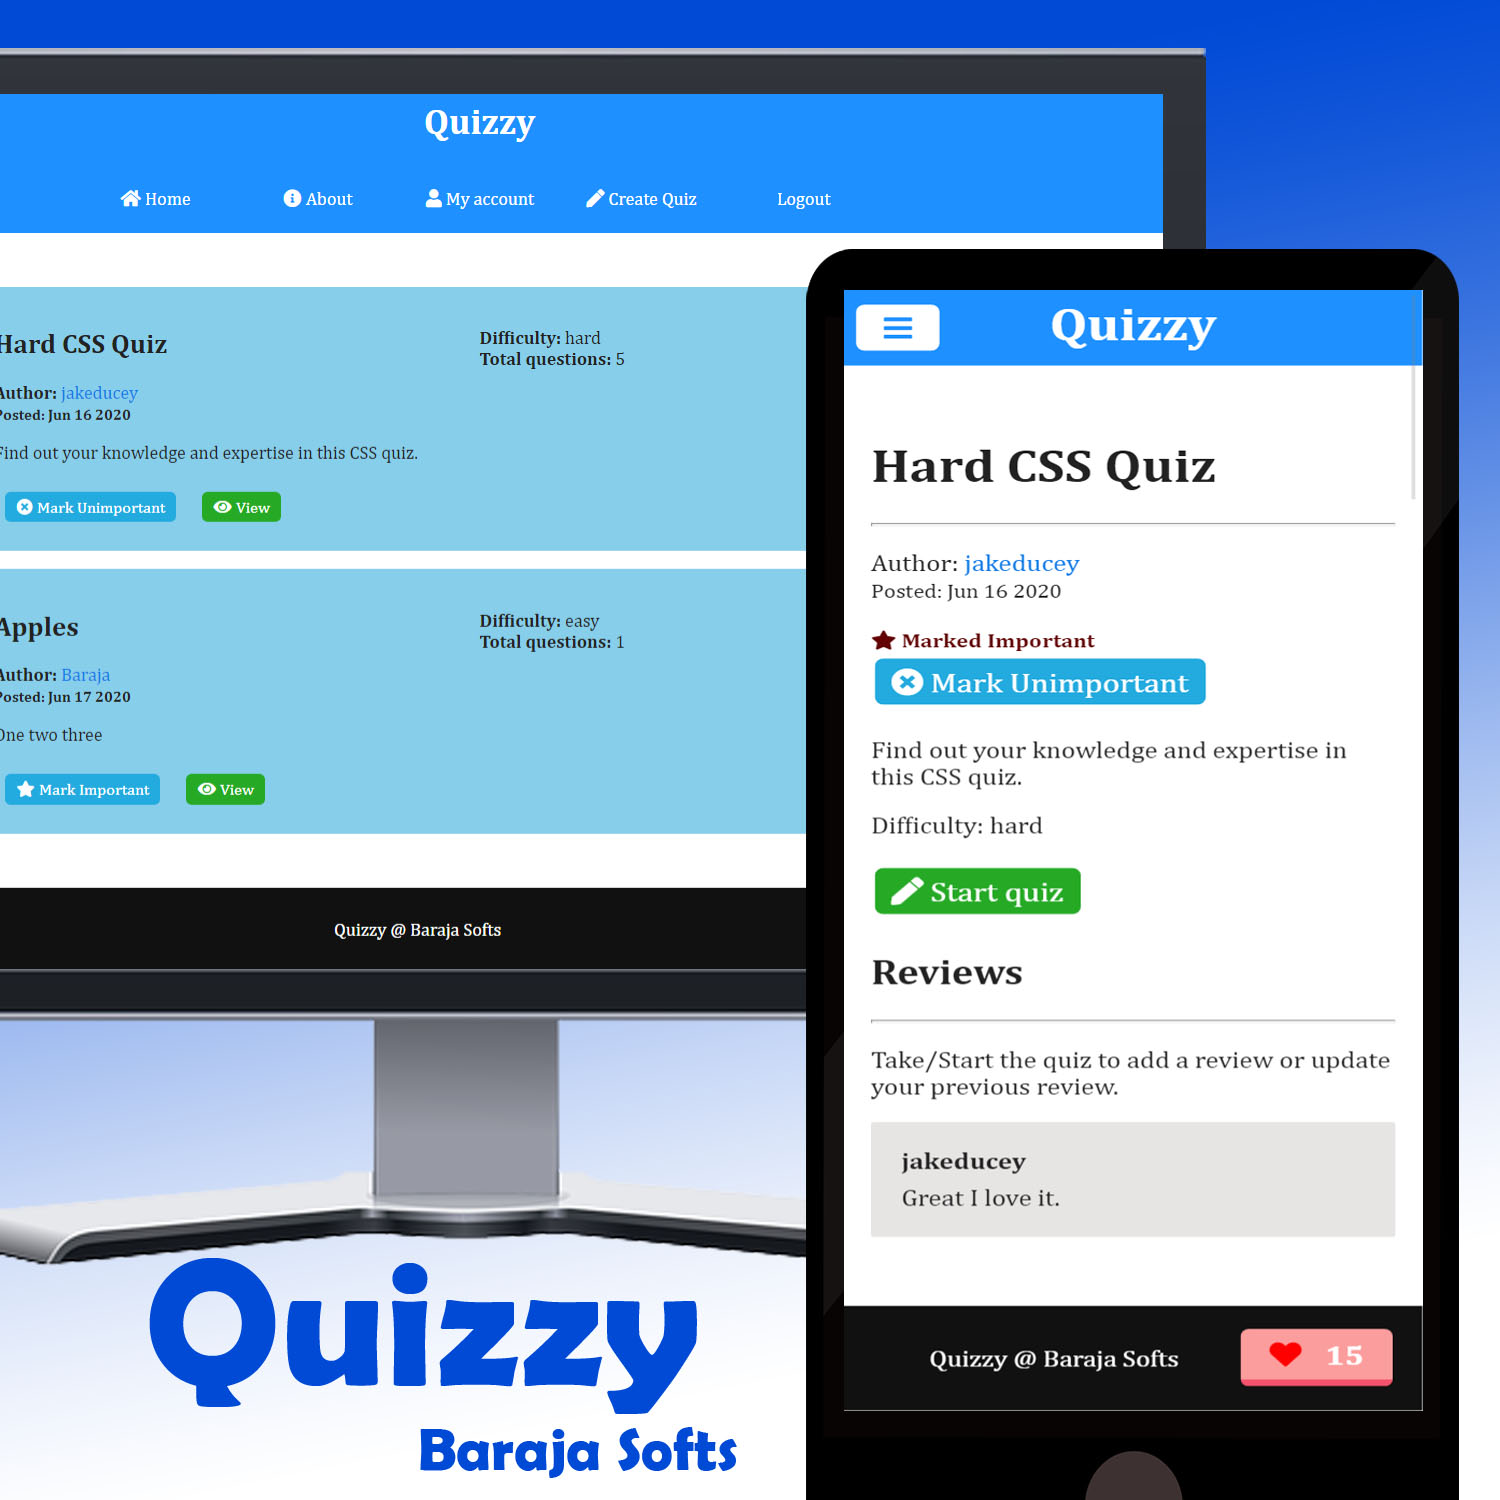 Quizzy
Home About My account Create Quiz Logout
Hard CSS Quiz
Author: jakeducey
Posted: Jun 16 2020
Difficulty: hard
Total questions: 5
Find out your knowledge and expertise in this CSS quiz.
Mark Unimportant View
Apples
Author: Baraja
Posted: Jun 17 2020
Difficulty: easy
Total questions: 1
One two three
Mark Important View
Quizzy @ Baraja Softs
Quizzy
Hard CSS Quiz
Author: jakeducey
Posted: Jun 16 2020
Marked Important
Mark Unimportant
Find out your knowledge and expertise in
this CSS quiz.
Difficulty: hard
Start quiz
Reviews
Take/Start the quiz to add a review or update
your previous review.
jakeducey
Great I love it.
Quizzy @ Baraja Softs
15
Quizzy
Baraja Softs